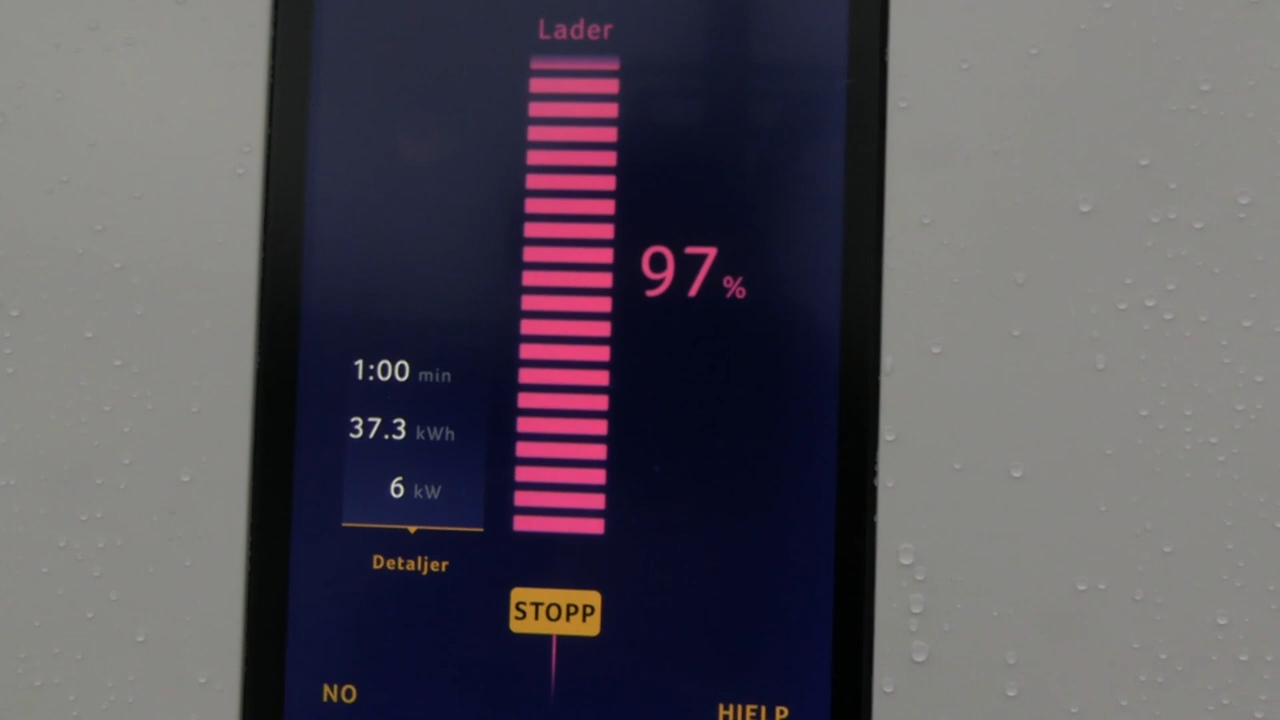 Lader
97 %
1:00 min
37.3 kWh
6 kW
Detaljer
STOPP
NO
HJELP